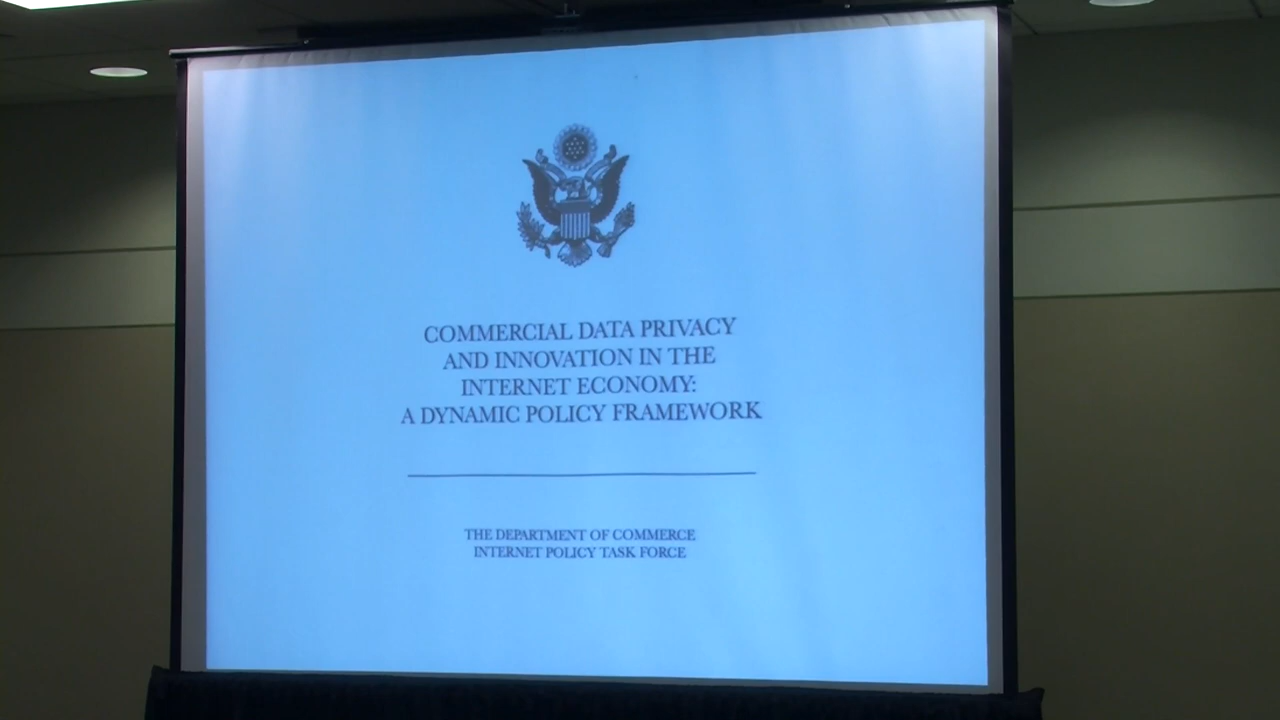 COMMERCIAL DATA PRIVACY
AND INNOVATION IN THE
INTERNET ECONOMY:
A DYNAMIC POLICY FRAMEWORK
THE DEPARTMENT OF COMMERCE
INTERNET POLICY TASK FORCE